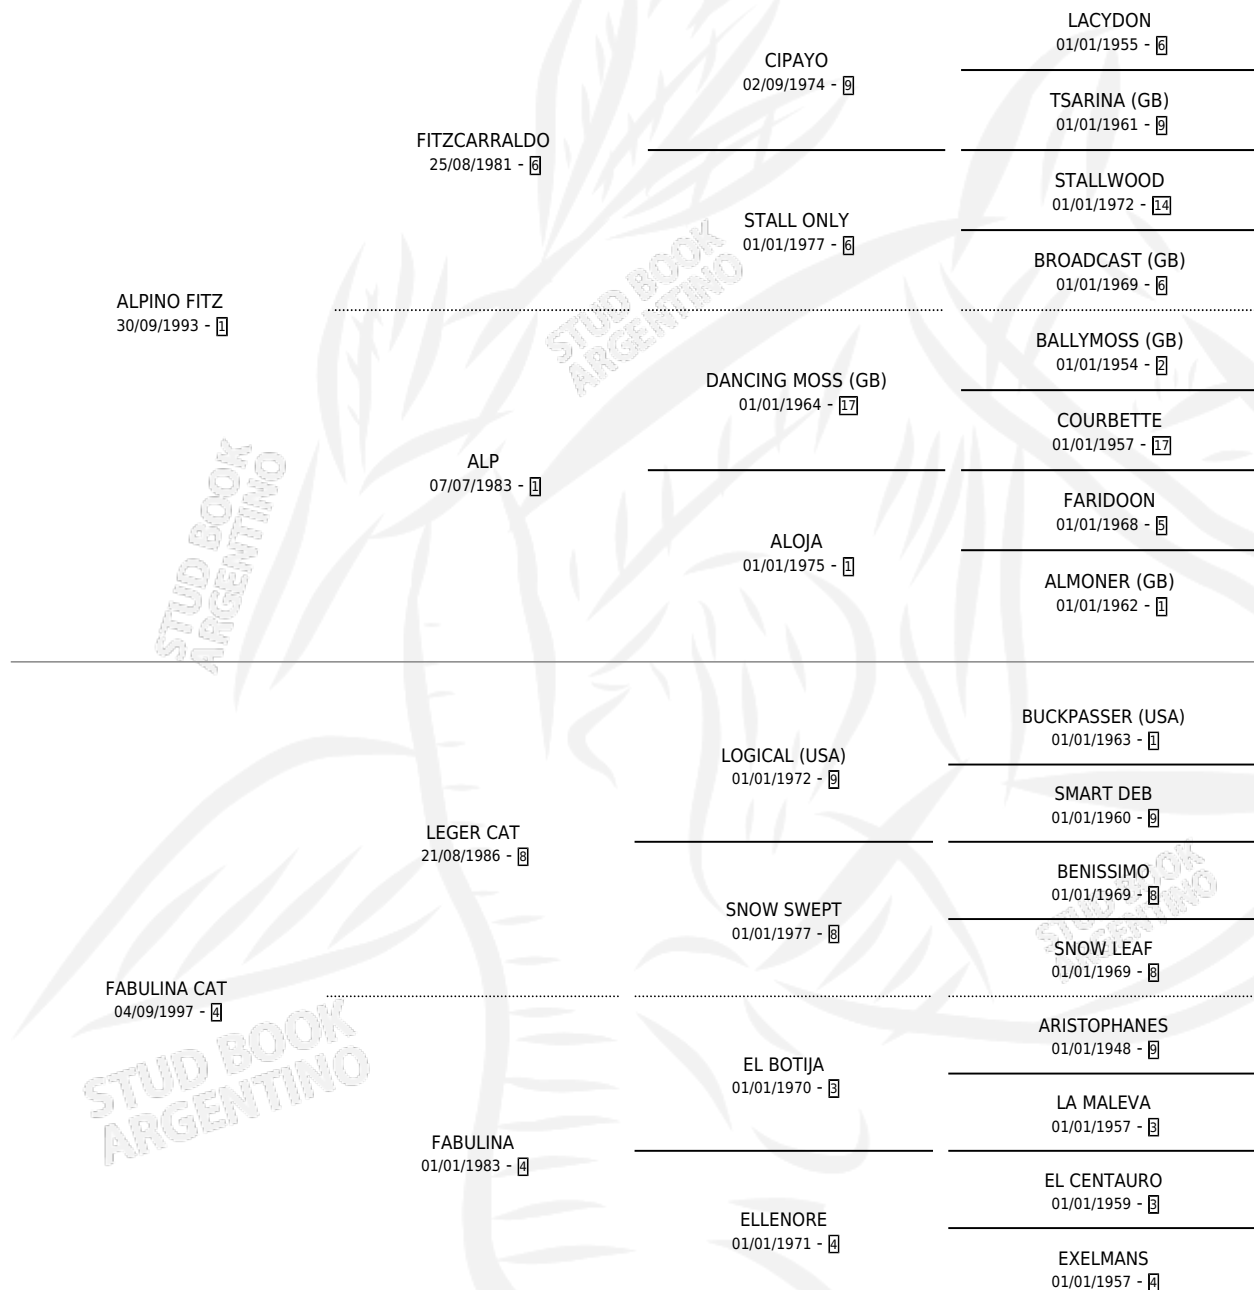 LACYDON
01/01/1955 - 6
CIPAYO
02/09/1974 - 9
TSARINA (GB)
01/01/1961 - 9
FITZCARRALDO
25/08/1981 - 6
STALLWOOD
01/01/1972 - 14
STALL ONLY
01/01/1977 - 6
BROADCAST (GB)
01/01/1969 - 6
ALPINO FITZ
30/09/1993 - 1
STUD BOOK
ARGENTINO
BALLYMOSS (GB)
01/01/1954 - 2
DANCING MOSS (GB)
01/01/1964 - 17
COURBETTE
01/01/1957 - 17
ALP
07/07/1983 - 1
FARIDOON
01/01/1968 - 5
ALOJA
01/01/1975 - 1
ALMONER (GB)
01/01/1962 - 1
STUD BOOK
ARGENTINO
BUCKPASSER (USA)
01/01/1963 - 1
LOGICAL (USA)
01/01/1972 - 9
SMART DEB
01/01/1960 - 9
LEGER CAT
21/08/1986 - 8
BENISSIMO
01/01/1969 - 8
SNOW SWEPT
01/01/1977 - 8
STUD BOOK
ARGENTINO
SNOW LEAF
01/01/1969 - 8
FABULINA CAT
04/09/1997 - 4
ARISTOPHANES
01/01/1948 - 9
EL BOTIJA
01/01/1970 - 3
STUD BOOK
ARGENTINO
LA MALEVA
01/01/1957 - 3
FABULINA
01/01/1983 - 4
EL CENTAURO
01/01/1959 - 3
ELLENORE
01/01/1971 - 4
EXELMANS
01/01/1957 - 4